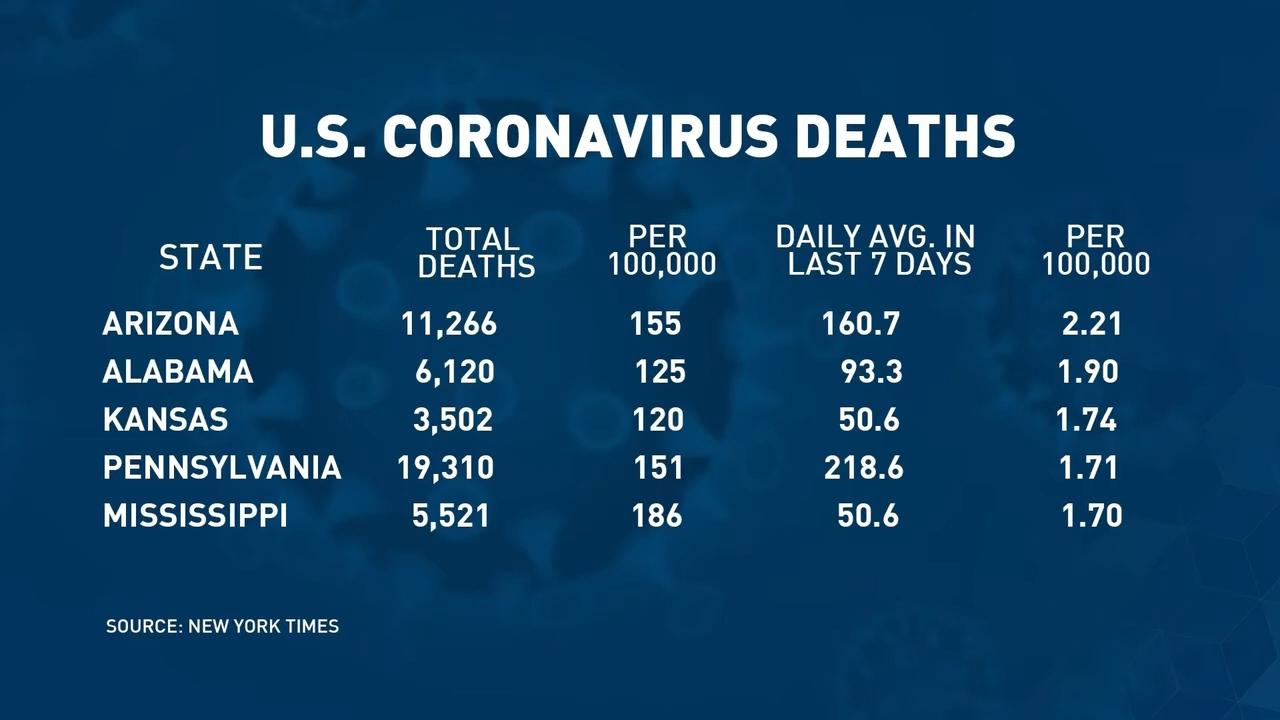 U.S. CORONAVIRUS DEATHS
STATE TOTAL DEATHS PER 100,000 DAILY AVG. IN LAST 7 DAYS PER 100,000
ARIZONA 11,266 155 160.7 2.21
ALABAMA 6,120 125 93.3 1.90
KANSAS 3,502 120 50.6 1.74
PENNSYLVANIA 19,310 151 218.6 1.71
MISSISSIPPI 5,521 186 50.6 1.70
SOURCE: NEW YORK TIMES